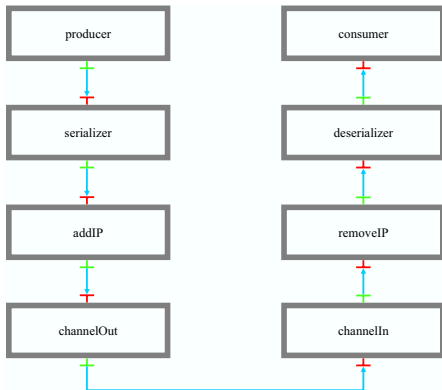 producer
serializer
addIP
channelOut
consumer
deserializer
removeIP
channelIn